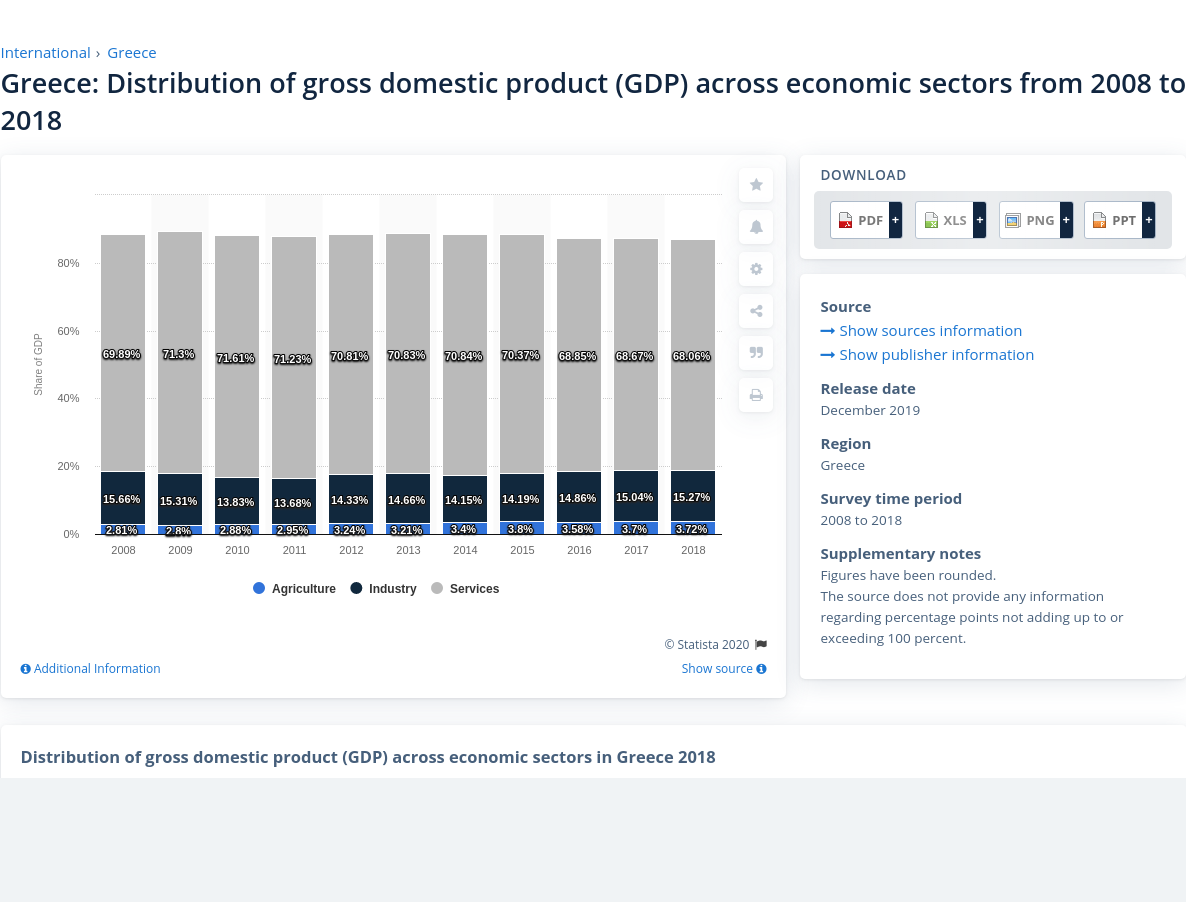 International › Greece
Greece: Distribution of gross domestic product (GDP) across economic sectors from 2008 to
2018
DOWNLOAD
PDF + XLS + PNG + PPT +
Share of GDP
80%
60%
40%
20%
0%
69.89% 71.3% 71.61% 71.23% 70.81% 70.83% 70.84% 70.37% 68.85% 68.67% 68.06%
15.66% 15.31% 13.83% 13.68% 14.33% 14.66% 14.15% 14.19% 14.86% 15.04% 15.27%
2.81% 2.8% 2.88% 2.95% 3.24% 3.21% 3.4% 3.8% 3.58% 3.7% 3.72%
2008 2009 2010 2011 2012 2013 2014 2015 2016 2017 2018
Agriculture Industry Services
© Statista 2020
Additional Information
Show source
Source
Show sources information
Show publisher information
Release date
December 2019
Region
Greece
Survey time period
2008 to 2018
Supplementary notes
Figures have been rounded.
The source does not provide any information
regarding percentage points not adding up to or
exceeding 100 percent.
Distribution of gross domestic product (GDP) across economic sectors in Greece 2018